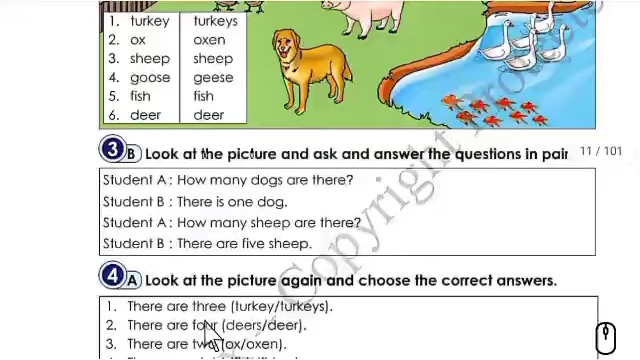 1. turkey turkeys
2. ox oxen
3. sheep sheep
4. goose geese
5. fish fish
6. deer deer
3 B Look at the picture and ask and answer the questions in pair
11 / 101
Student A : How many dogs are there?
Student B : There is one dog.
Student A : How many sheep are there?
Student B : There are five sheep.
4 A Look at the picture again and choose the correct answers.
1. There are three (turkey/turkeys).
2. There are four (deers/deer).
3. There are two (ox/oxen).
Copyright